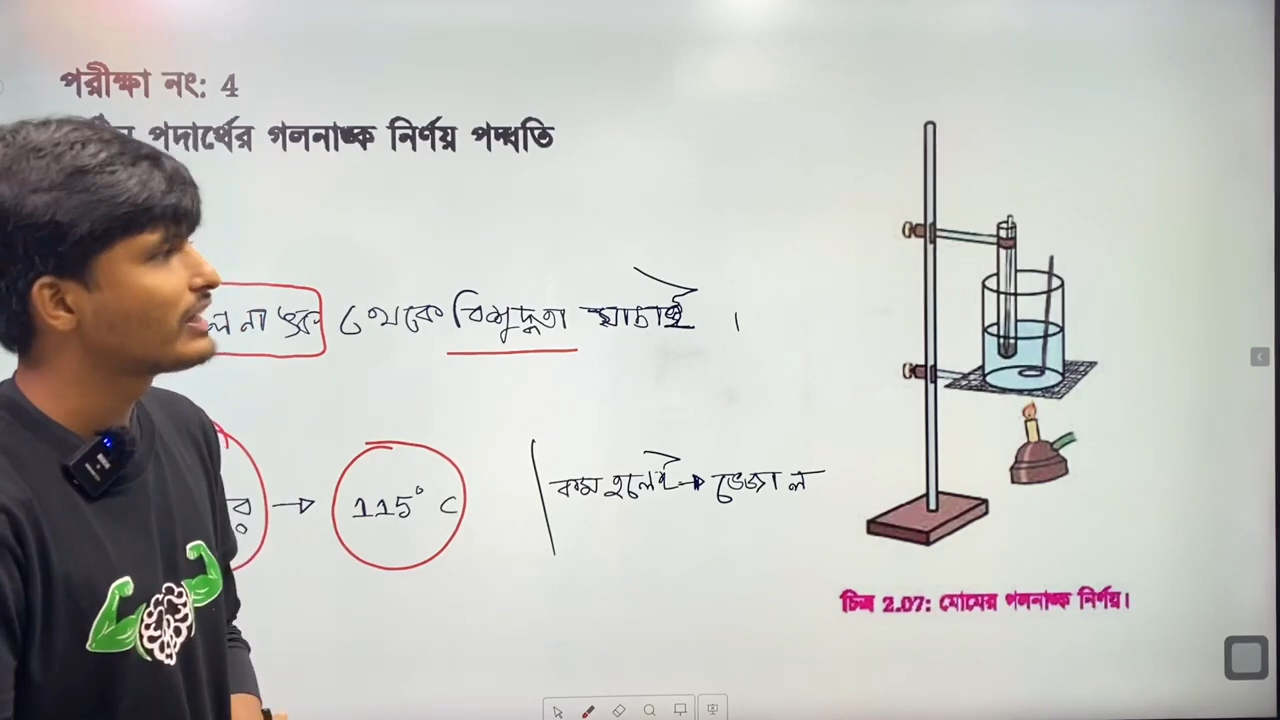 পরীক্ষা নং: 4
পদার্থের গলনাঙ্ক নির্ণয় পদ্ধতি
থেকে বিশুদ্ধতা যাচাই ।
→ 115° C
কম হলেই → ভেজাল
চিত্র 2.07: মোমের গলনাঙ্ক নির্ণয়।